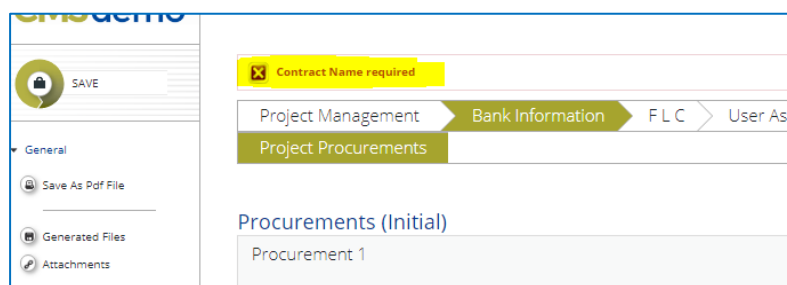 Contract Name required
SAVE
Project Management Bank Information F L C User As
General
Project Procurements
Save As Pdf File
Procurements (Initial)
Generated Files
Procurement 1
Attachments